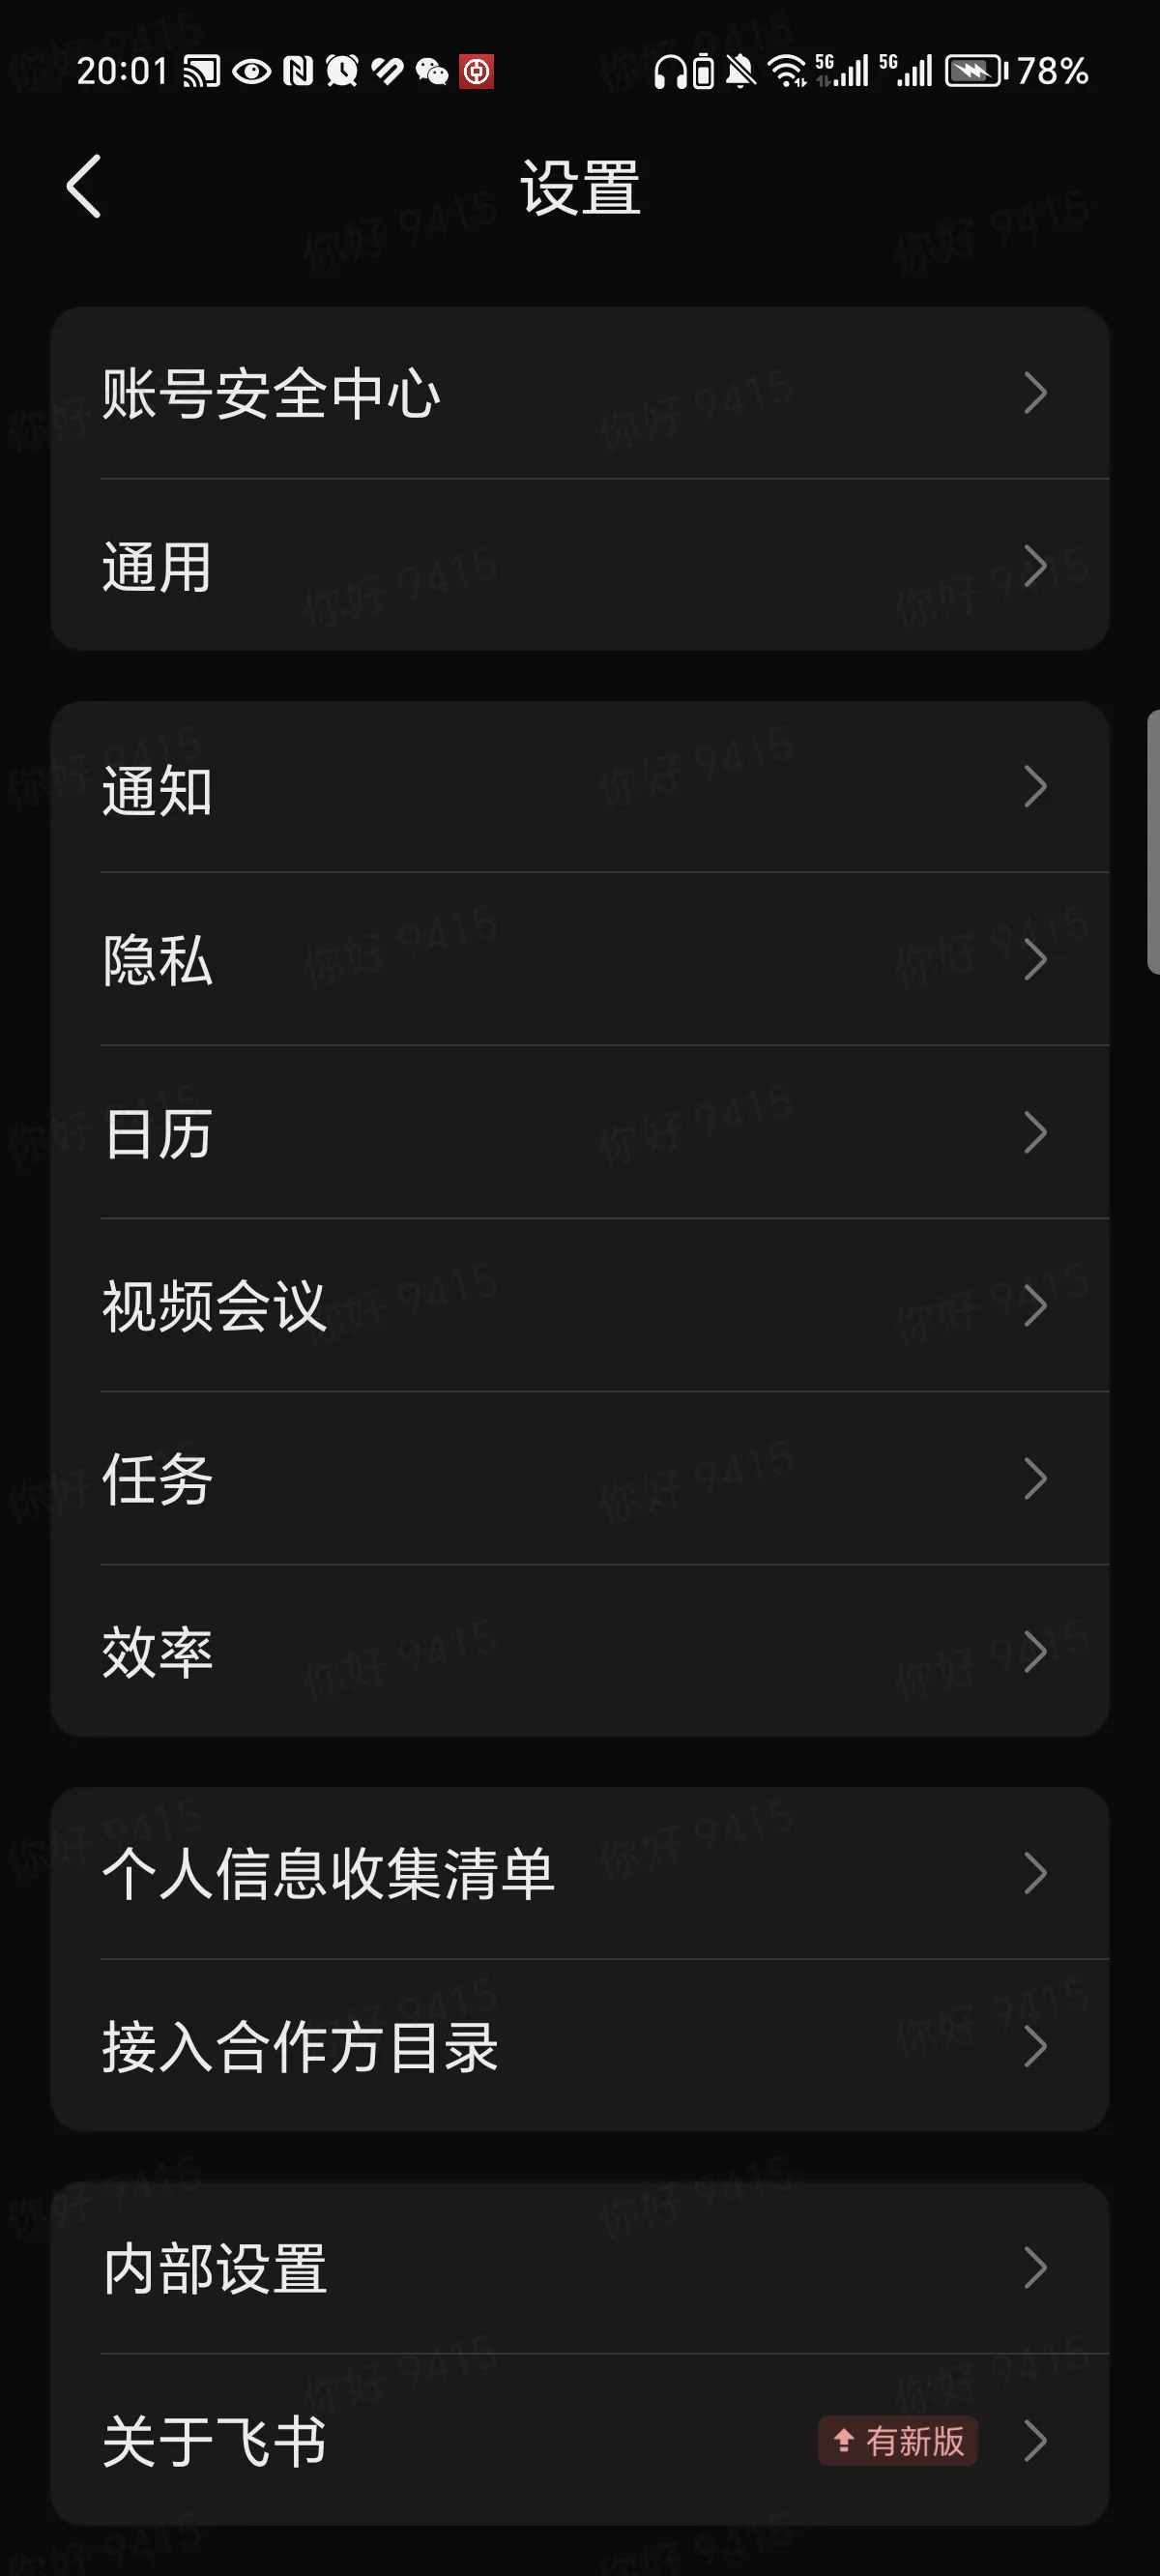 20:01 5G 5G 78%
设置
账号安全中心
通用
通知
隐私
日历
视频会议
任务
效率
个人信息收集清单
接入合作方目录
内部设置
关于飞书 有新版
你好 9415